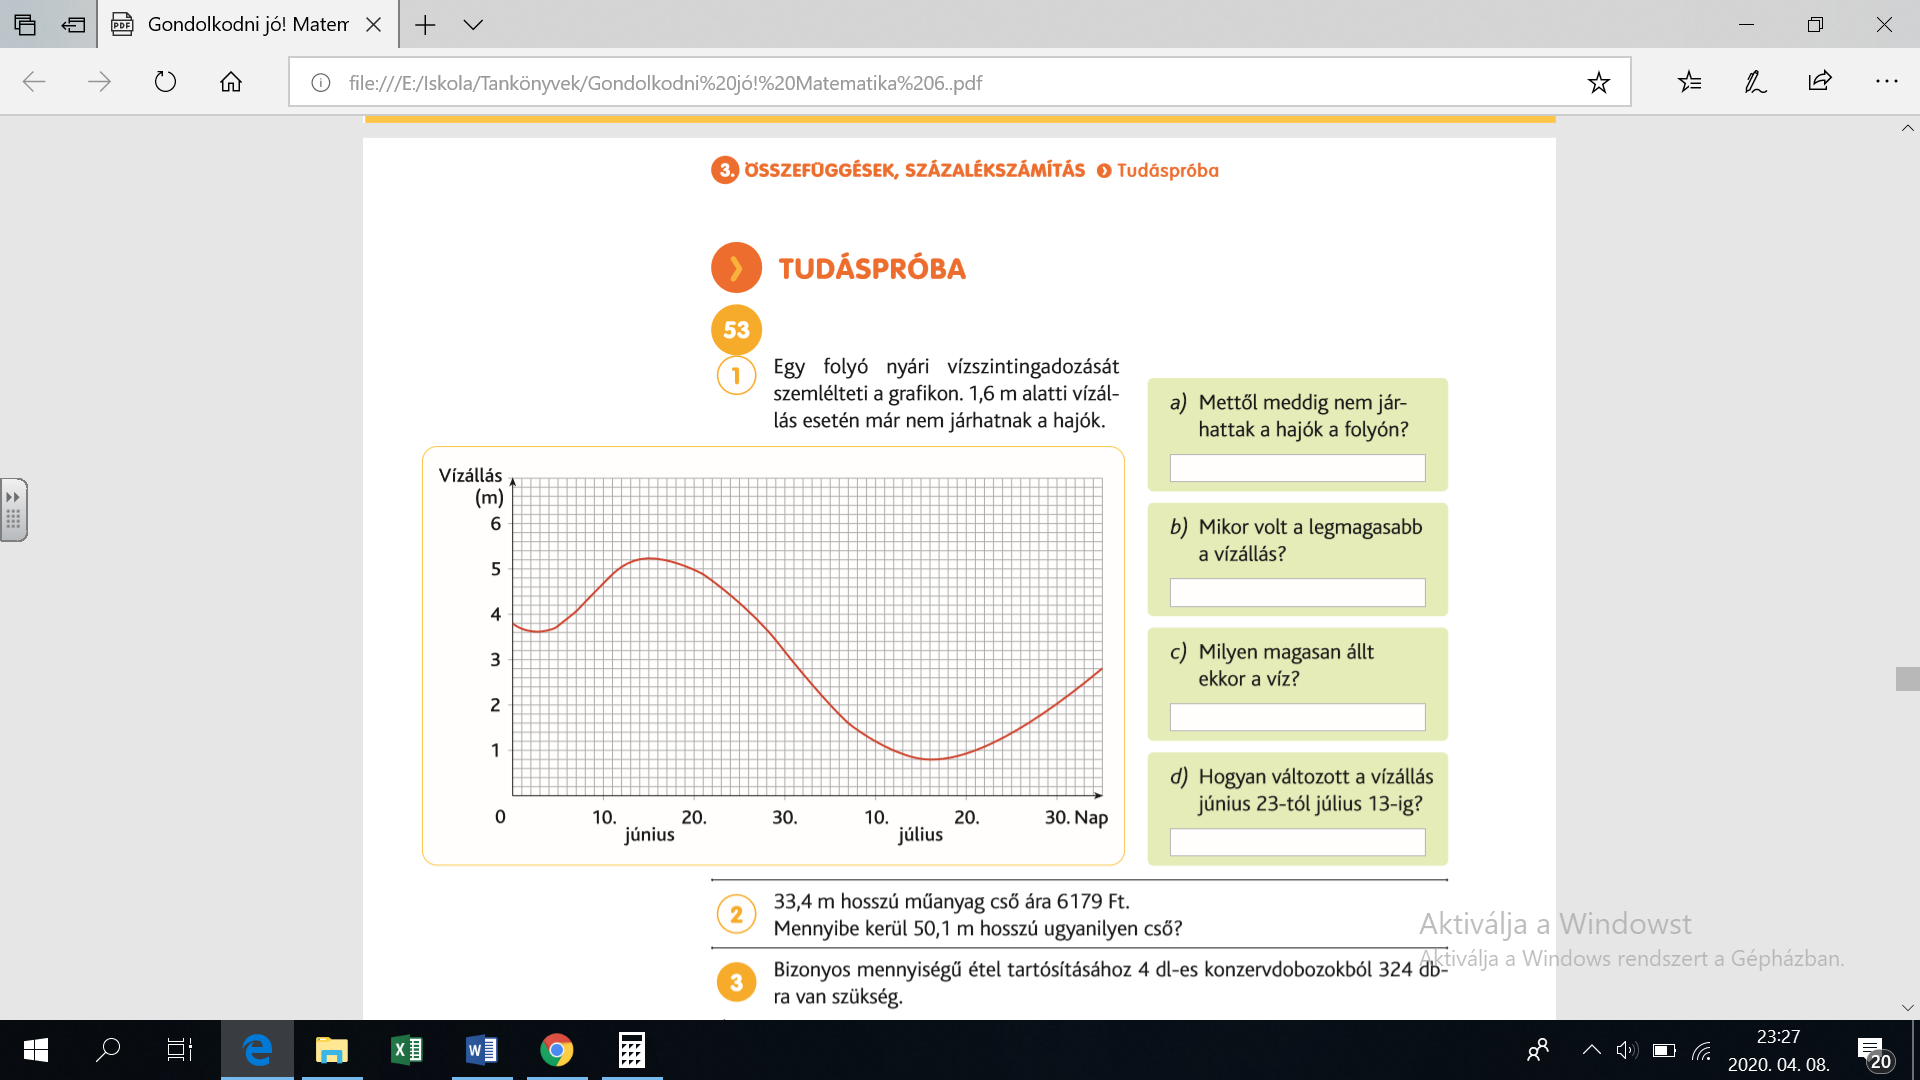 Gondolkodni jó! Matem
file:///E:/Iskola/Tankönyvek/Gondolkodni%20jó!%20Matematika%206..pdf
3. ÖSSZEFÜGGÉSEK, SZÁZALÉKSZÁMÍTÁS Tudáspróba
TUDÁSPRÓBA
53
1
Egy folyó nyári vízszintingadozását
szemlélteti a grafikon. 1,6 m alatti vízál-
lás esetén már nem járhatnak a hajók.
Vízállás
(m)
6
5
4
3
2
1
0
10.
20.
30.
10.
20.
30. Nap
június
július
a) Mettől meddig nem jár-
hattak a hajók a folyón?
b) Mikor volt a legmagasabb
a vízállás?
c) Milyen magasan állt
ekkor a víz?
d) Hogyan változott a vízállás
június 23-tól július 13-ig?
2
33,4 m hosszú műanyag cső ára 6179 Ft.
Mennyibe kerül 50,1 m hosszú ugyanilyen cső?
3
Bizonyos mennyiségű étel tartósításához 4 dl-es konzervdobozokból 324 db-
ra van szükség.
Aktiválja a Windowst
Aktiválja a Windows rendszert a Gépházban.
23:27
2020. 04. 08.
20